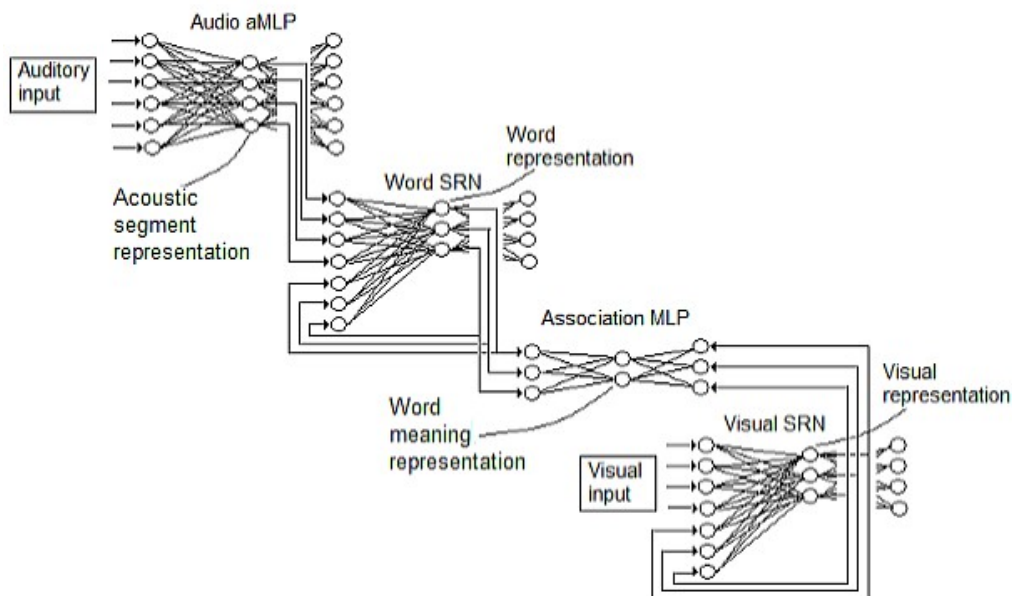 Audio aMLP
Auditory
input
Acoustic
segment
representation
Word SRN
Word
representation
Association MLP
Word
meaning
representation
Visual
representation
Visual SRN
Visual
input